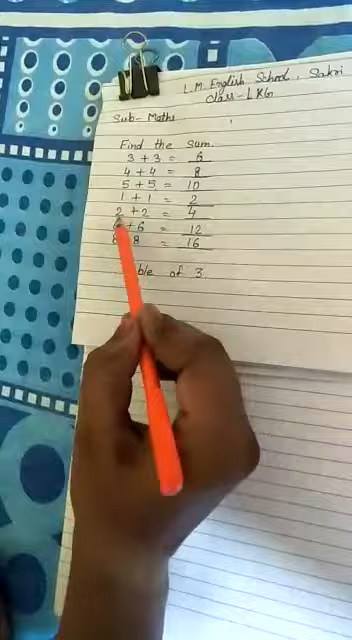 L.M. English School, Sakri
Class-LKG
Sub-Maths
Find the sum.
3 + 3 = 6
4 + 4 = 8
5 + 5 = 10
1 + 1 = 2
2 + 2 = 4
+ 6 = 12
8 = 16
of 3.